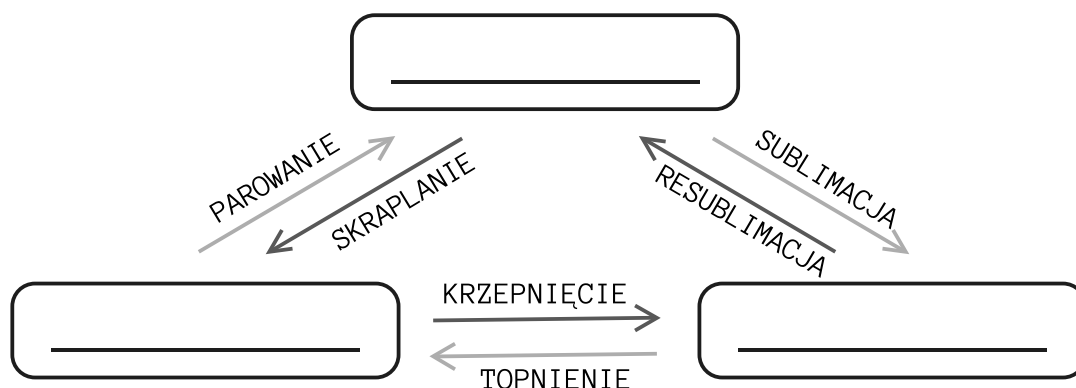 PAROWANIE
SKRAPLANIE
SUBLIMACJA
RESUBLIMACJA
KRZEPNIĘCIE
TOPNIENIE